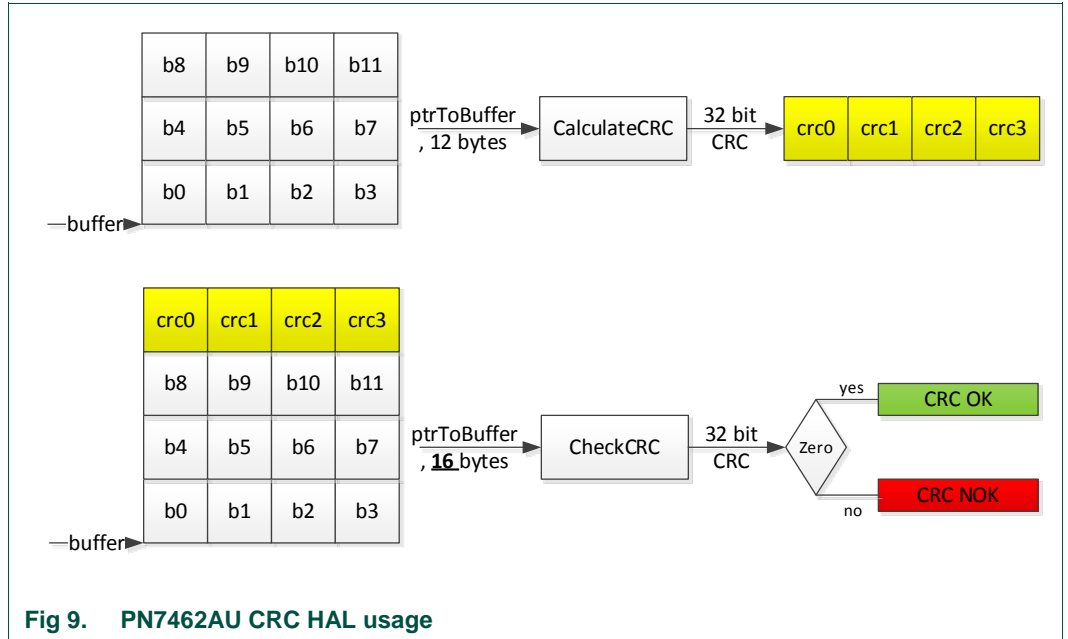 b8 b9 b10 b11
b4 b5 b6 b7
b0 b1 b2 b3
buffer
ptrToBuffer
, 12 bytes
CalculateCRC
32 bit
CRC
crc0 crc1 crc2 crc3
crc0 crc1 crc2 crc3
b8 b9 b10 b11
b4 b5 b6 b7
b0 b1 b2 b3
buffer
ptrToBuffer
, 16 bytes
CheckCRC
32 bit
CRC
Zero
yes
CRC OK
no
CRC NOK
Fig 9. PN7462AU CRC HAL usage